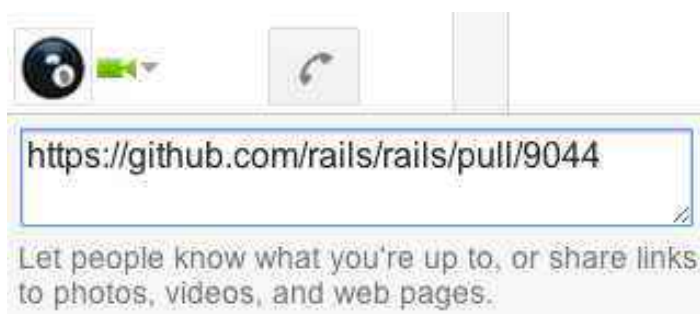 https://github.com/rails/rails/pull/9044
Let people know what you're up to, or share links
to photos, videos, and web pages.